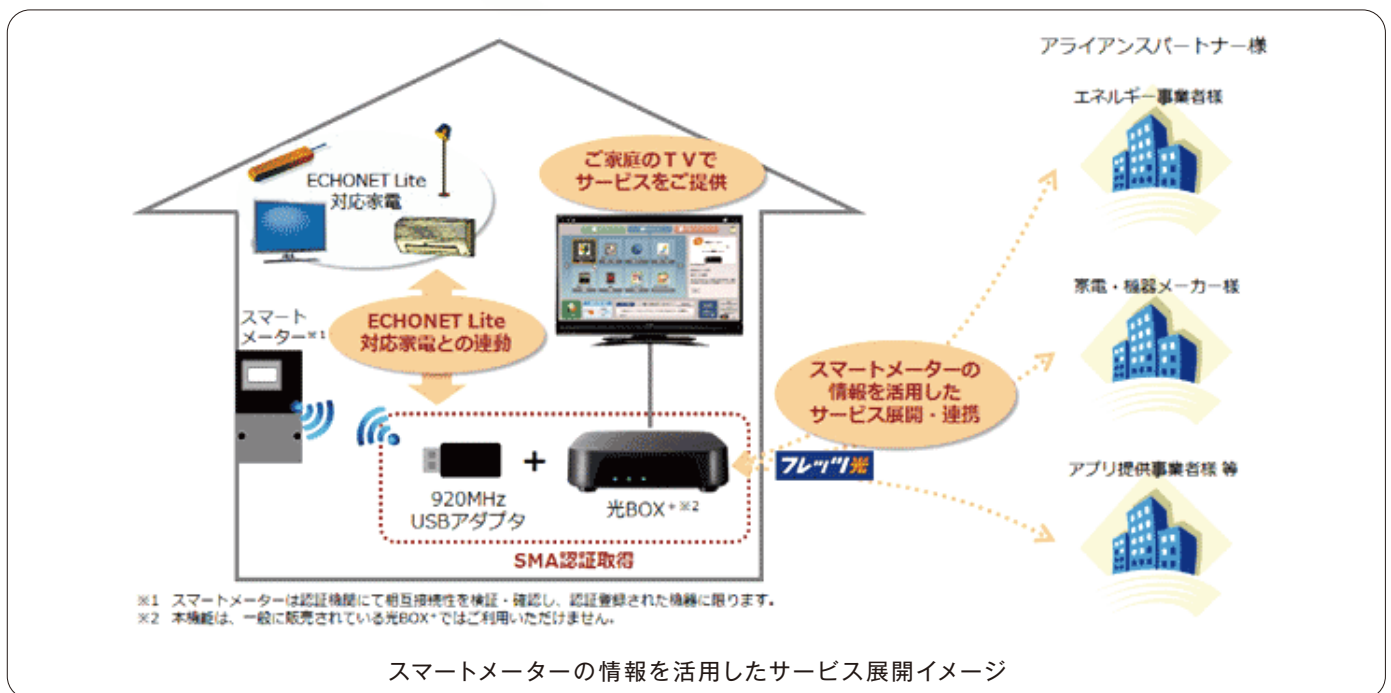 アライアンスパートナー様
エネルギー事業者様
ECHONET Lite
対応家電
ご家庭のTVで
サービスをご提供
スマート
メーター※1
ECHONET Lite
対応家電との連動
家電・機器メーカー様
スマートメーターの
情報を活用した
サービス展開・連携
フレッツ光
アプリ提供事業者様 等
+
920MHz
USBアダプタ
光BOX+※2
SMA認証取得
※1 スマートメーターは認証機関にて相互接続性を検証・確認し、認証登録された機器に限ります。
※2 本機能は、一般に販売されている光BOX+ではご利用いただけません。
スマートメーターの情報を活用したサービス展開イメージ